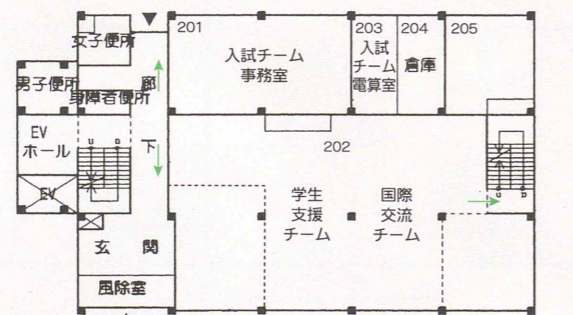 201
203
204
205
女子便所
入試チーム
事務室
入試
チーム
電算室
倉庫
男子便所
身障者便所
廊
下
EV
ホール
U
D
202
EV
学生
支援
チーム
国際
交流
チーム
U
D
玄 関
風除室